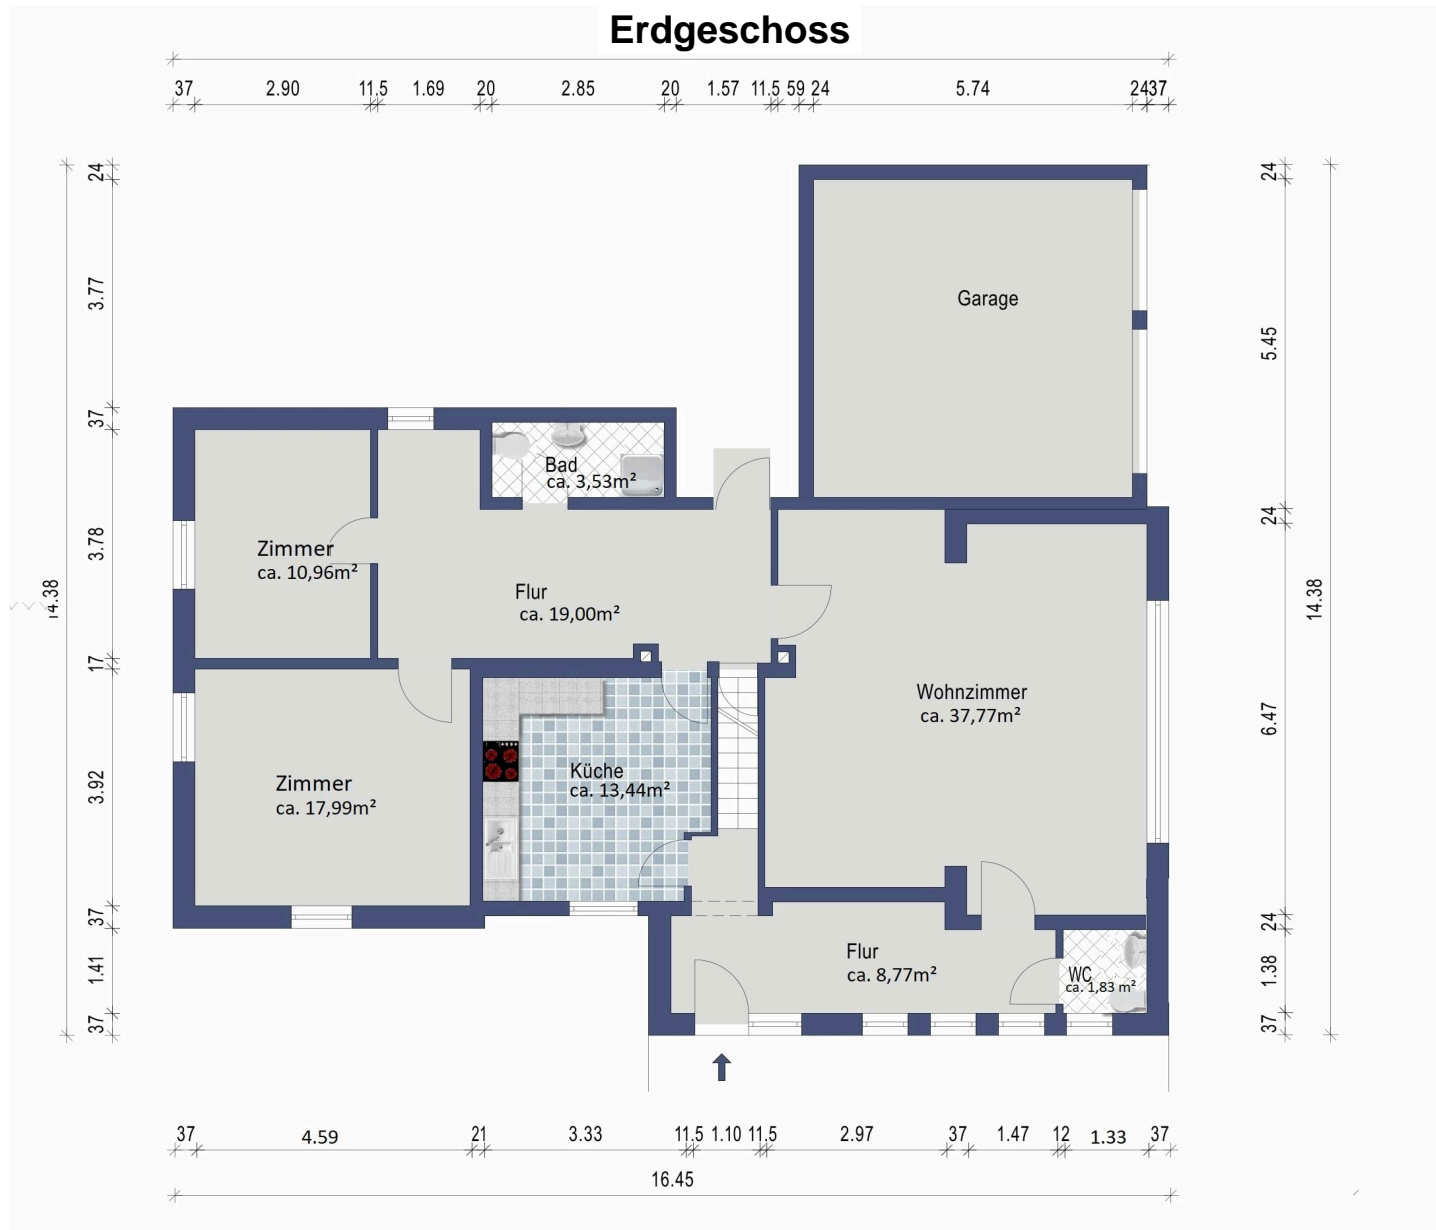 Erdgeschoss
37 2.90 11.5 1.69 20 2.85 20 1.57 11.5 59 24 5.74 24 37
24
3.77
37
3.78
17
3.92
37
1.41
37
14.38
24
5.45
24
6.47
24
1.38
37
14.38
Garage
Bad
ca. 3,53m²
Zimmer
ca. 10,96m²
Flur
ca. 19,00m²
Wohnzimmer
ca. 37,77m²
Küche
ca. 13,44m²
Zimmer
ca. 17,99m²
Flur
ca. 8,77m²
WC
ca. 1,83 m²
37 4.59 21 3.33 11.5 1.10 11.5 2.97 37 1.47 12 1.33 37
16.45